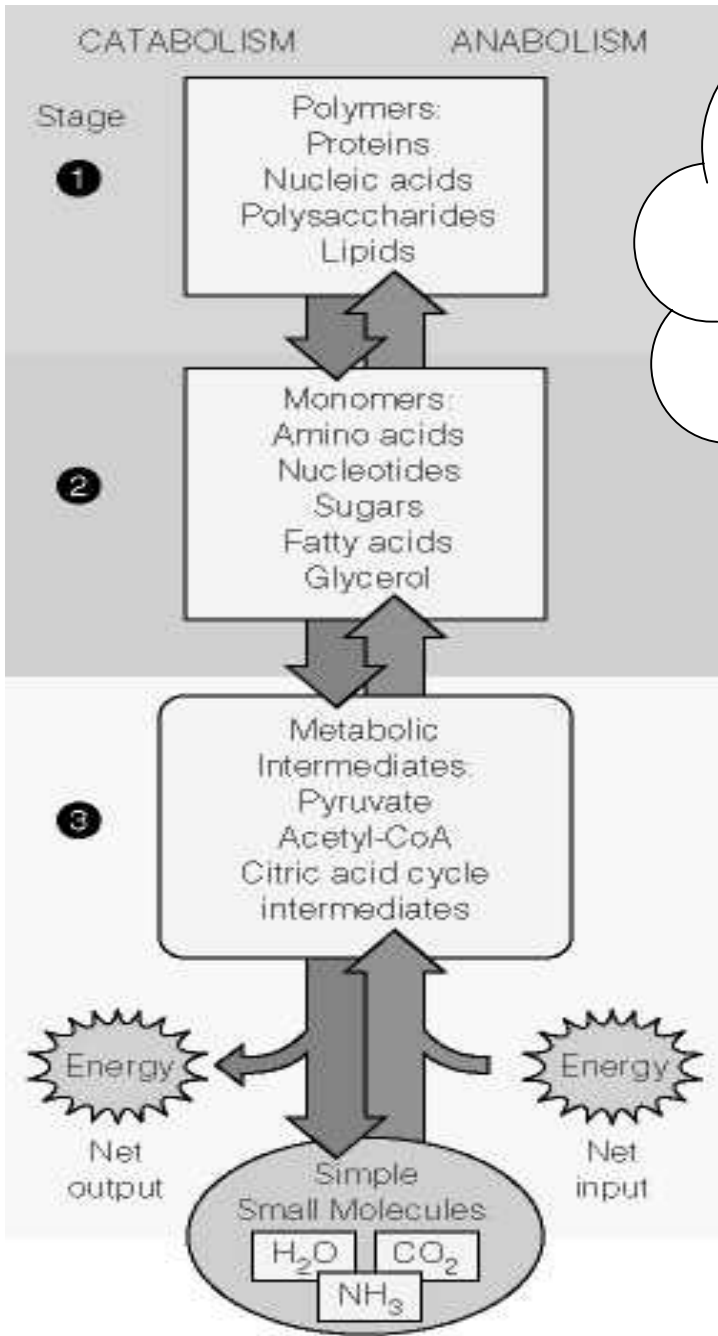 CATABOLISM ANABOLISM
Stage
1
Polymers:
Proteins
Nucleic acids
Polysaccharides
Lipids
2
Monomers:
Amino acids
Nucleotides
Sugars
Fatty acids
Glycerol
3
Metabolic
Intermediates:
Pyruvate
Acetyl-CoA
Citric acid cycle
intermediates
Energy
Net
output
Energy
Net
input
Simple
Small Molecules
H₂O
CO₂
NH₃